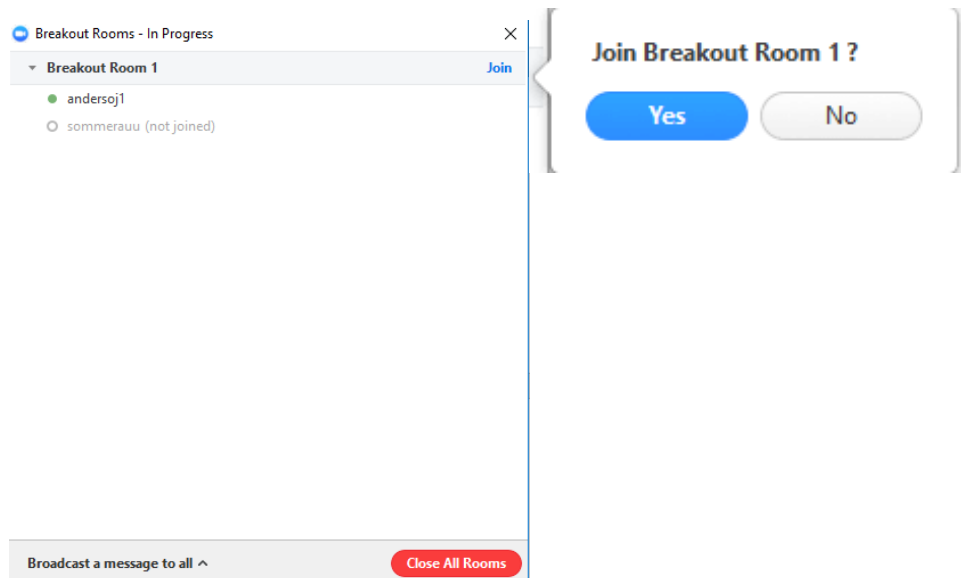 Breakout Rooms - In Progress
Breakout Room 1 Join
andersoj1
sommerauu (not joined)
Broadcast a message to all
Close All Rooms
Join Breakout Room 1 ?
Yes No